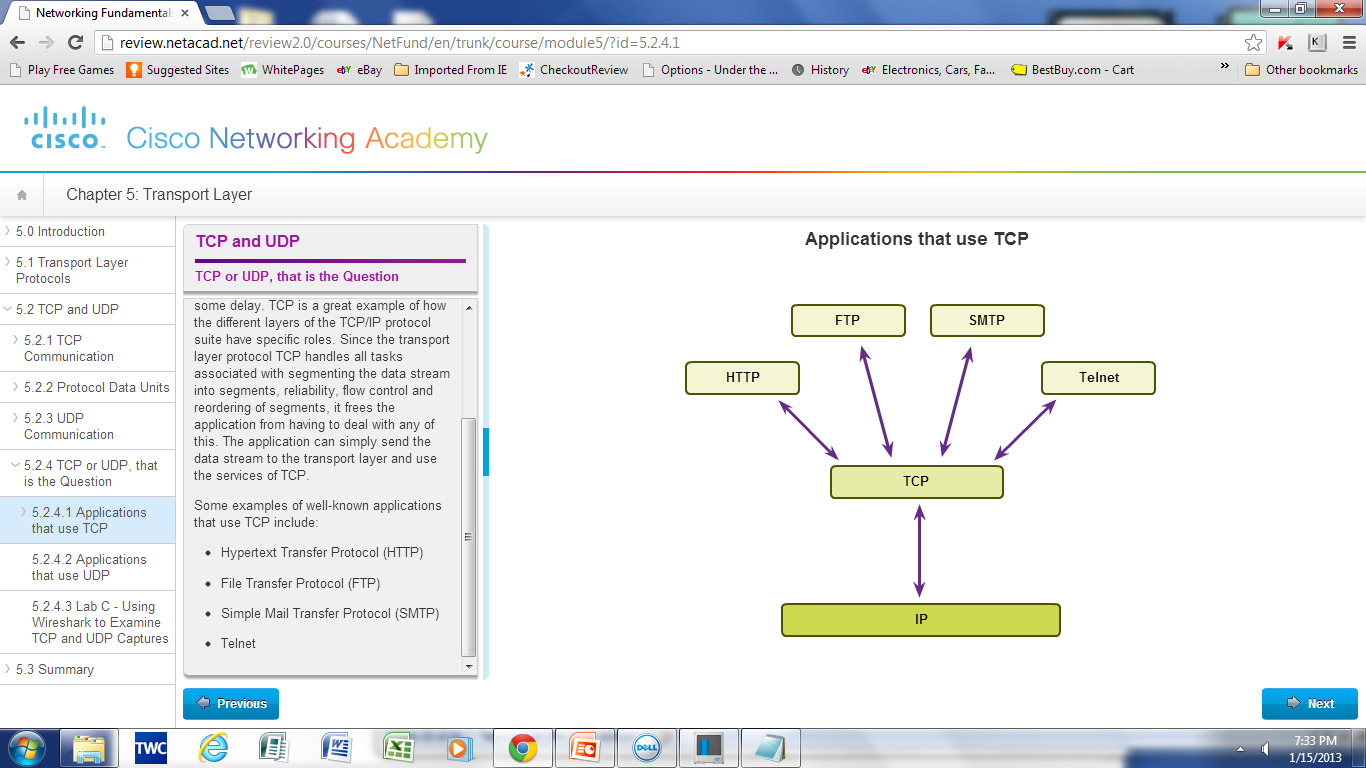 Networking Fundamentals
review.netacad.net/review2.0/courses/NetFund/en/trunk/course/module5/?id=5.2.4.1
Play Free Games
Suggested Sites
WhitePages
eBay
Imported From IE
CheckoutReview
Options - Under the ...
History
Electronics, Cars, Fa...
BestBuy.com - Cart
»
Other bookmarks
CISCO
Cisco Networking Academy
Chapter 5: Transport Layer
5.0 Introduction
5.1 Transport Layer
Protocols
5.2 TCP and UDP
5.2.1 TCP
Communication
5.2.2 Protocol Data Units
5.2.3 UDP
Communication
5.2.4 TCP or UDP, that
is the Question
5.2.4.1 Applications
that use TCP
5.2.4.2 Applications
that use UDP
5.2.4.3 Lab C - Using
Wireshark to Examine
TCP and UDP Captures
5.3 Summary
TCP and UDP
TCP or UDP, that is the Question
some delay. TCP is a great example of how
the different layers of the TCP/IP protocol
suite have specific roles. Since the transport
layer protocol TCP handles all tasks
associated with segmenting the data stream
into segments, reliability, flow control and
reordering of segments, it frees the
application from having to deal with any of
this. The application can simply send the
data stream to the transport layer and use
the services of TCP.
Some examples of well-known applications
that use TCP include:
• Hypertext Transfer Protocol (HTTP)
• File Transfer Protocol (FTP)
• Simple Mail Transfer Protocol (SMTP)
• Telnet
Previous
Applications that use TCP
FTP
SMTP
HTTP
Telnet
TCP
IP
Next
TWC
DELL
7:33 PM
1/15/2013